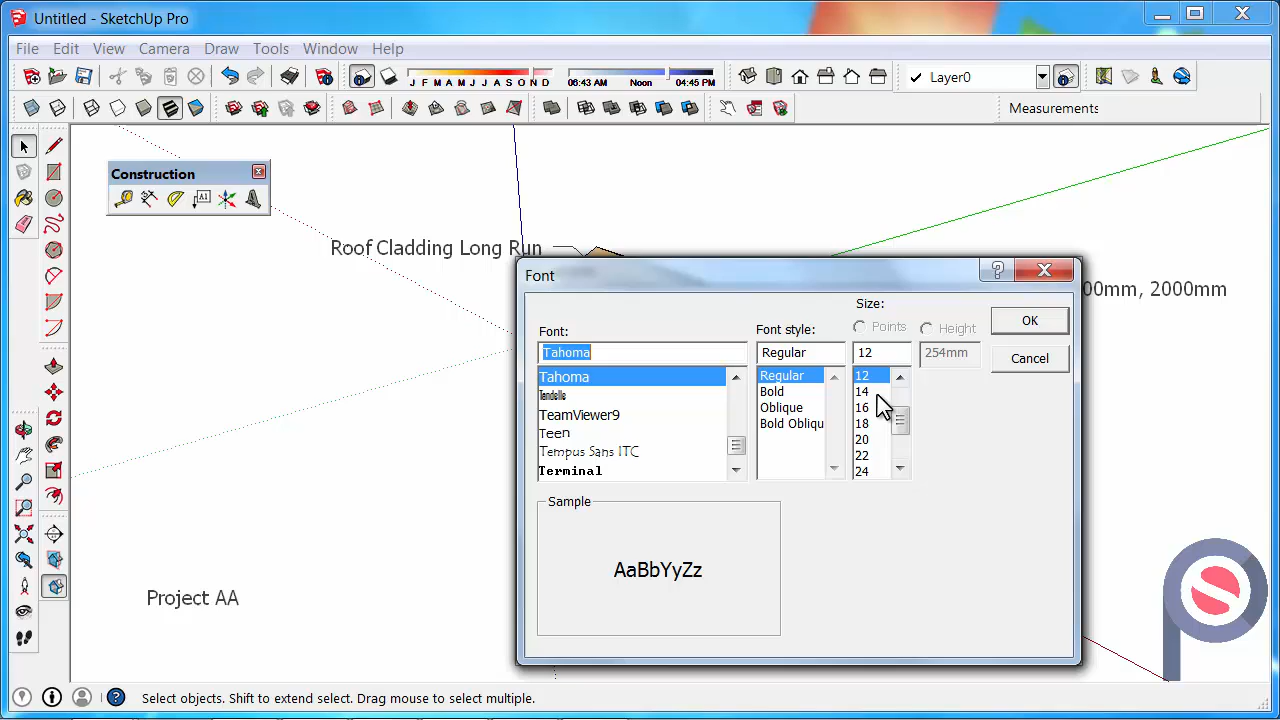 Untitled - SketchUp Pro
File Edit View Camera Draw Tools Window Help
J F M A M J J A S O N D
06:43 AM Noon 04:45 PM
Layer0
Measurements
Construction
A1
Roof Cladding Long Run
00mm, 2000mm
Project AA
Font
Font:
Tahoma
Tahoma
Tendelle
TeamViewer9
Teen
Tempus Sans ITC
Terminal
Font style:
Regular
Regular
Bold
Oblique
Bold Obliqu
Size:
Points
Height
12
254mm
12
14
16
18
20
22
24
OK
Cancel
Sample
AaBbYyZz
Select objects. Shift to extend select. Drag mouse to select multiple.